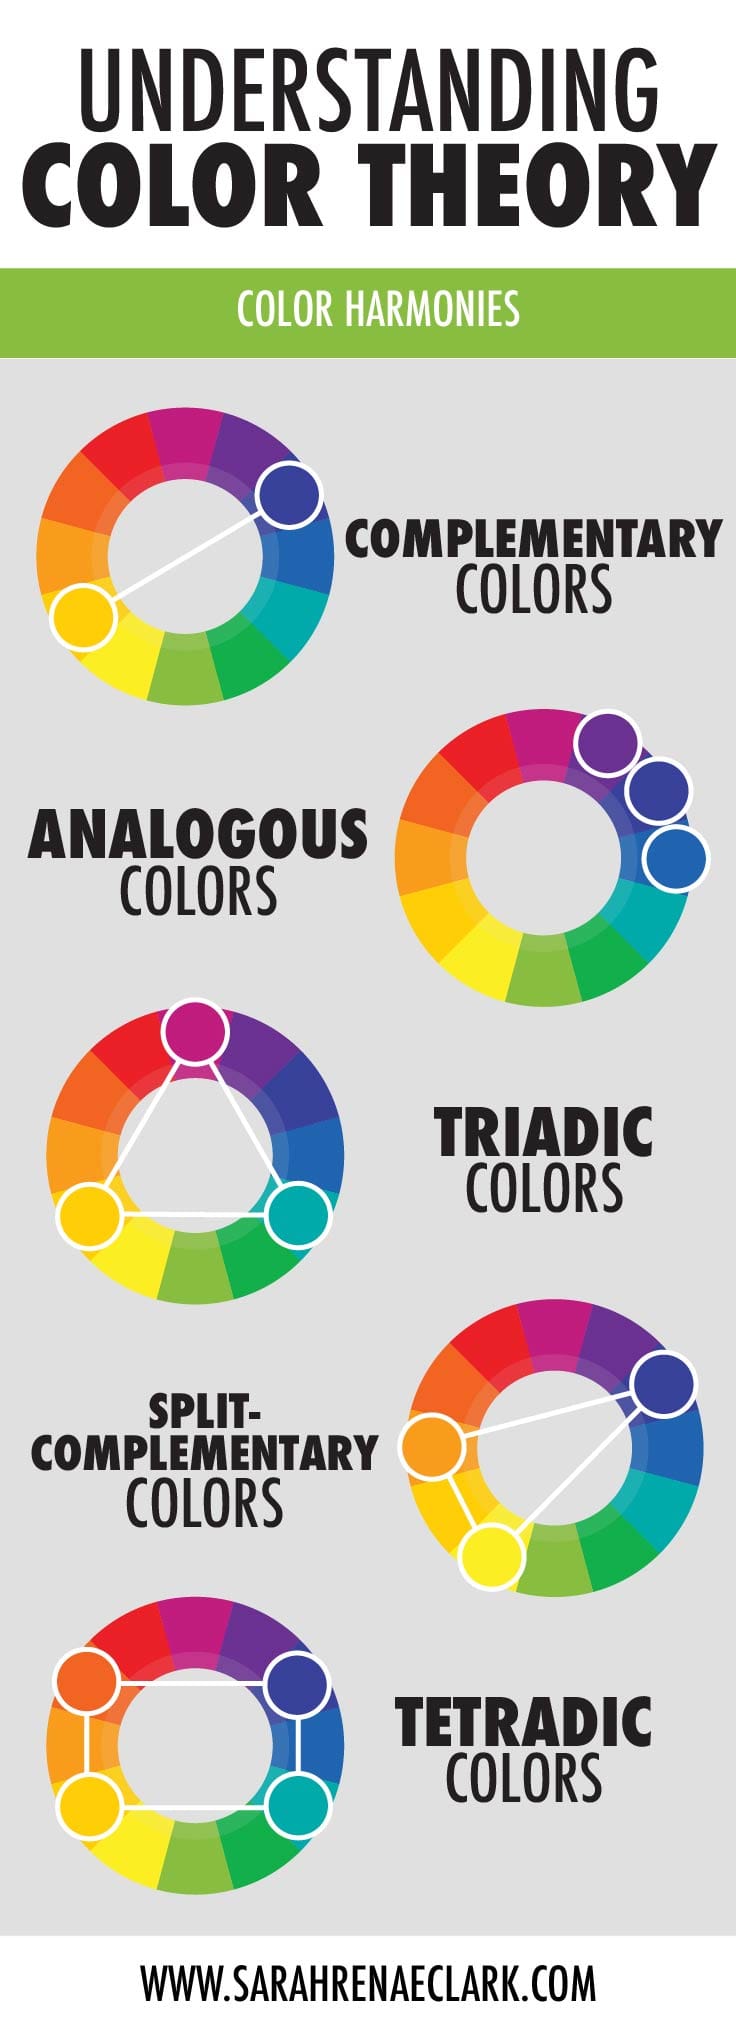 UNDERSTANDING
COLOR THEORY
COLOR HARMONIES
COMPLEMENTARY
COLORS
ANALOGOUS
COLORS
TRIADIC
COLORS
SPLIT-
COMPLEMENTARY
COLORS
TETRADIC
COLORS
WWW.SARAHRENAECLARK.COM